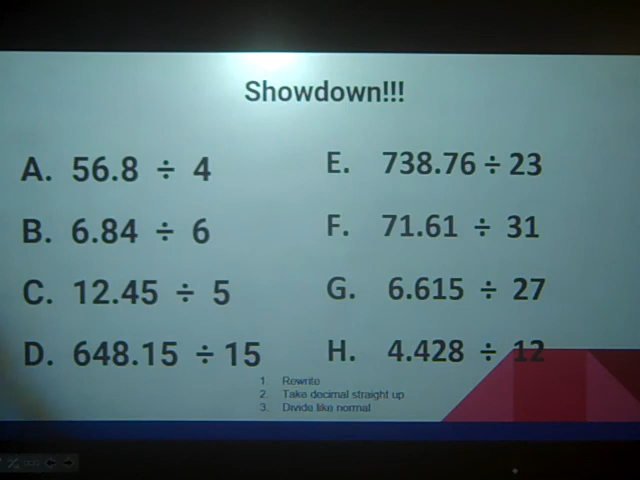 Showdown!!!
A. 56.8 ÷ 4
B. 6.84 ÷ 6
C. 12.45 ÷ 5
D. 648.15 ÷ 15
E. 738.76 ÷ 23
F. 71.61 ÷ 31
G. 6.615 ÷ 27
H. 4.428 ÷ 12
1. Rewrite
2. Take decimal straight up
3. Divide like normal